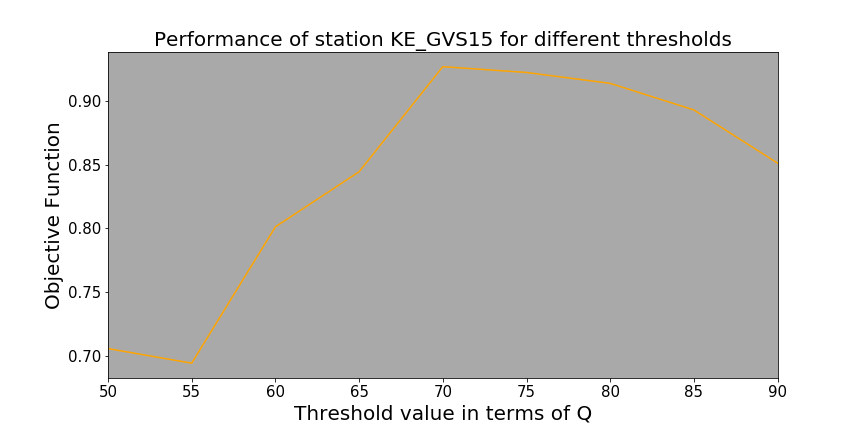 Performance of station KE_GVS15 for different thresholds
Objective Function
0.90
0.85
0.80
0.75
0.70
50 55 60 65 70 75 80 85 90
Threshold value in terms of Q